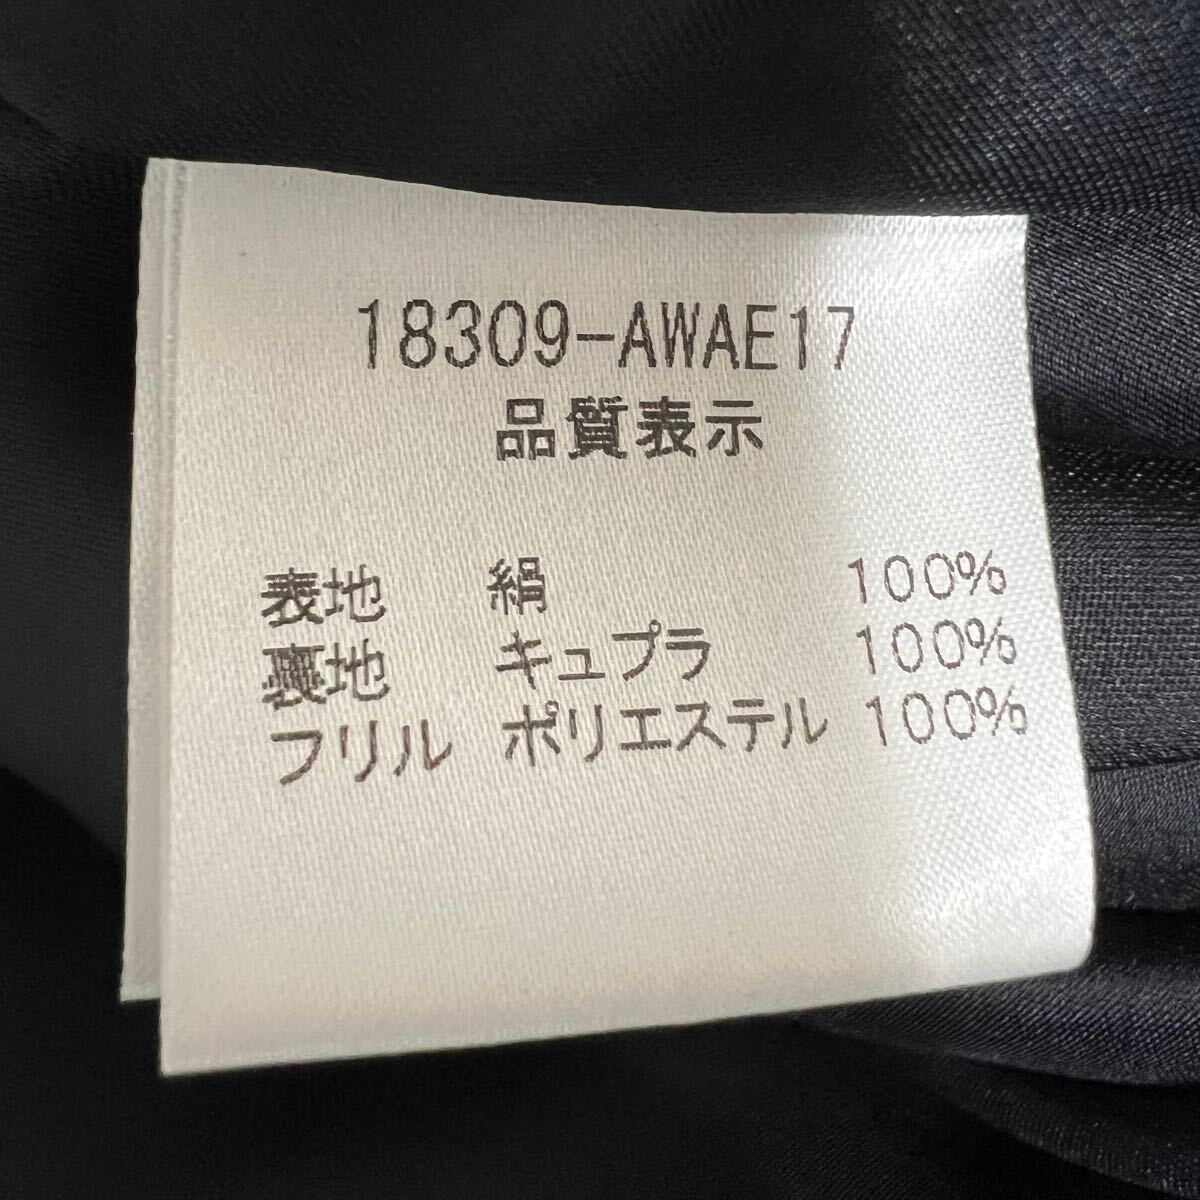 18309-AWAE17
品質表示
表地 絹 100%
裏地 キュプラ 100%
フリル ポリエステル 100%